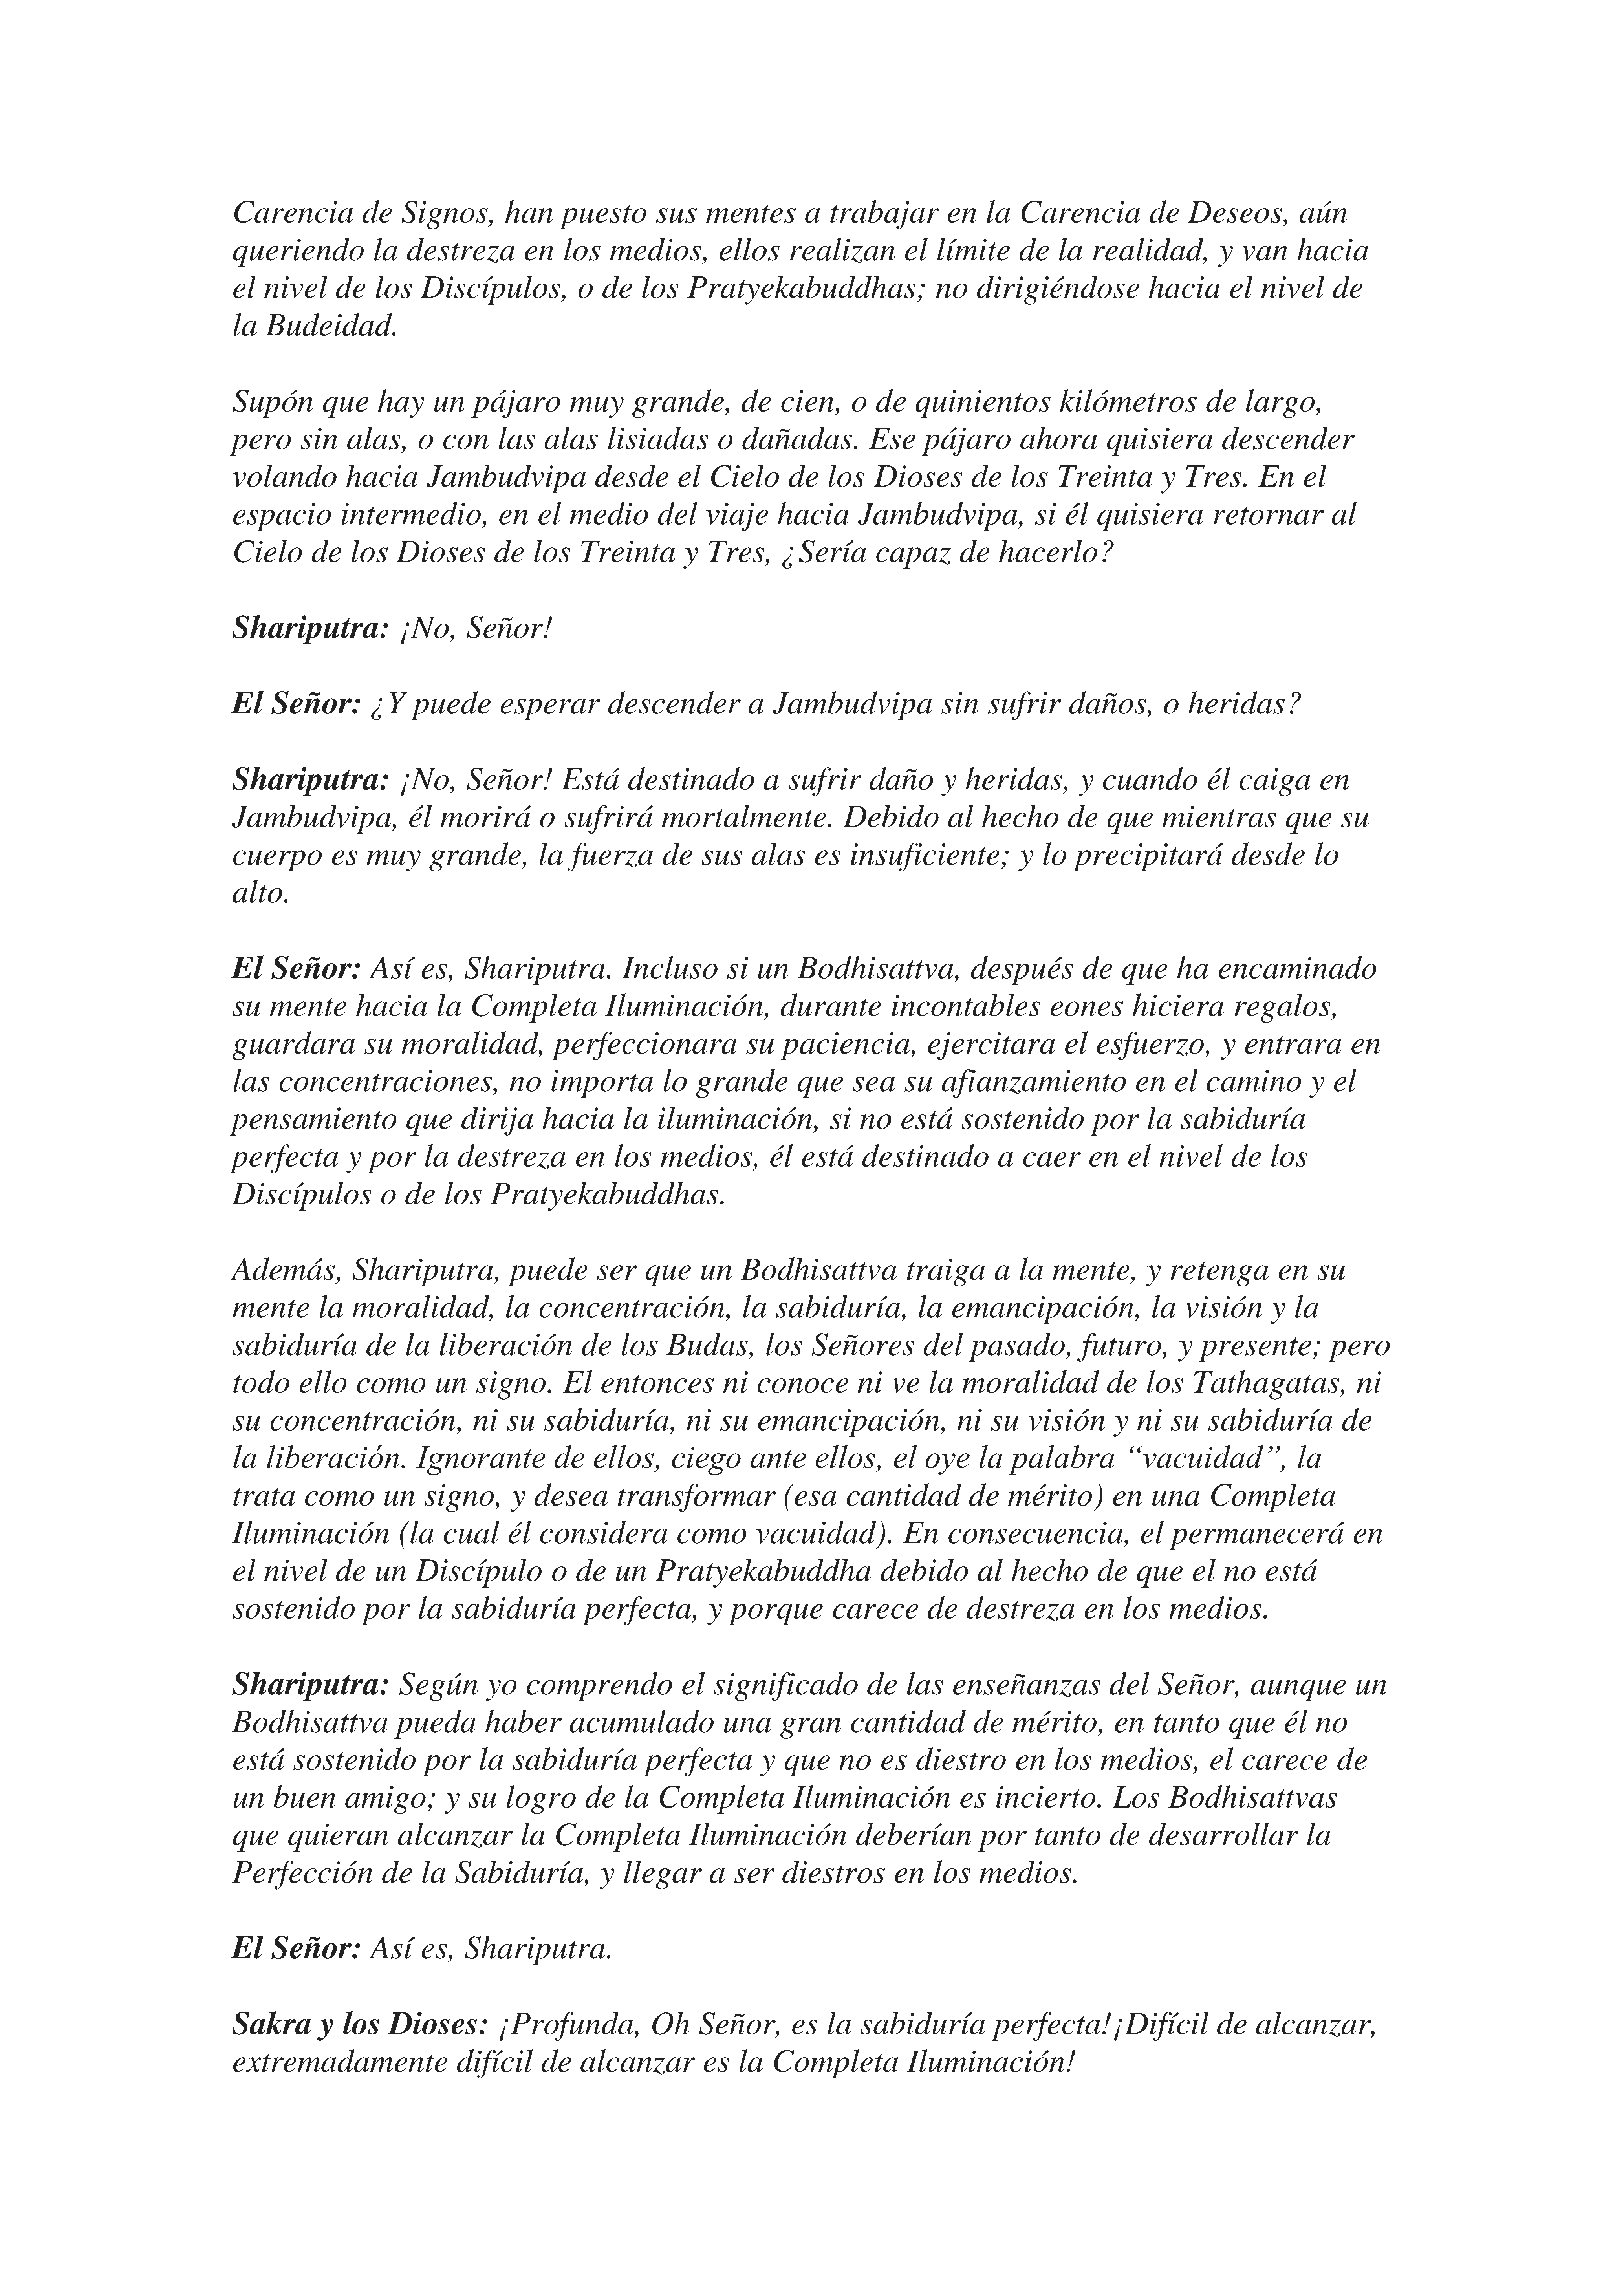 Carencia de Signos, han puesto sus mentes a trabajar en la Carencia de Deseos, aún
queriendo la destreza en los medios, ellos realizan el límite de la realidad, y van hacia
el nivel de los Discípulos, o de los Pratyekabuddhas; no dirigiéndose hacia el nivel de
la Budeidad.

Supón que hay un pájaro muy grande, de cien, o de quinientos kilómetros de largo,
pero sin alas, o con las alas lisiadas o dañadas. Ese pájaro ahora quisiera descender
volando hacia Jambudvipa desde el Cielo de los Dioses de los Treinta y Tres. En el
espacio intermedio, en el medio del viaje hacia Jambudvipa, si él quisiera retornar al
Cielo de los Dioses de los Treinta y Tres, ¿Sería capaz de hacerlo?

Shariputra: ¡No, Señor!

El Señor: ¿Y puede esperar descender a Jambudvipa sin sufrir daños, o heridas?

Shariputra: ¡No, Señor! Está destinado a sufrir daño y heridas, y cuando él caiga en
Jambudvipa, él morirá o sufrirá mortalmente. Debido al hecho de que mientras que su
cuerpo es muy grande, la fuerza de sus alas es insuficiente; y lo precipitará desde lo
alto.

El Señor: Así es, Shariputra. Incluso si un Bodhisattva, después de que ha encaminado
su mente hacia la Completa Iluminación, durante incontables eones hiciera regalos,
guardara su moralidad, perfeccionara su paciencia, ejercitara el esfuerzo, y entrara en
las concentraciones, no importa lo grande que sea su afianzamiento en el camino y el
pensamiento que dirija hacia la iluminación, si no está sostenido por la sabiduría
perfecta y por la destreza en los medios, él está destinado a caer en el nivel de los
Discípulos o de los Pratyekabuddhas.

Además, Shariputra, puede ser que un Bodhisattva traiga a la mente, y retenga en su
mente la moralidad, la concentración, la sabiduría, la emancipación, la visión y la
sabiduría de la liberación de los Budas, los Señores del pasado, futuro, y presente; pero
todo ello como un signo. El entonces ni conoce ni ve la moralidad de los Tathagatas, ni
su concentración, ni su sabiduría, ni su emancipación, ni su visión y ni su sabiduría de
la liberación. Ignorante de ellos, ciego ante ellos, el oye la palabra “vacuidad”, la
trata como un signo, y desea transformar (esa cantidad de mérito) en una Completa
Iluminación (la cual él considera como vacuidad). En consecuencia, el permanecerá en
el nivel de un Discípulo o de un Pratyekabuddha debido al hecho de que el no está
sostenido por la sabiduría perfecta, y porque carece de destreza en los medios.

Shariputra: Según yo comprendo el significado de las enseñanzas del Señor, aunque un
Bodhisattva pueda haber acumulado una gran cantidad de mérito, en tanto que él no
está sostenido por la sabiduría perfecta y que no es diestro en los medios, el carece de
un buen amigo; y su logro de la Completa Iluminación es incierto. Los Bodhisattvas
que quieran alcanzar la Completa Iluminación deberían por tanto de desarrollar la
Perfección de la Sabiduría, y llegar a ser diestros en los medios.

El Señor: Así es, Shariputra.

Sakra y los Dioses: ¡Profunda, Oh Señor, es la sabiduría perfecta!¡Difícil de alcanzar,
extremadamente difícil de alcanzar es la Completa Iluminación!